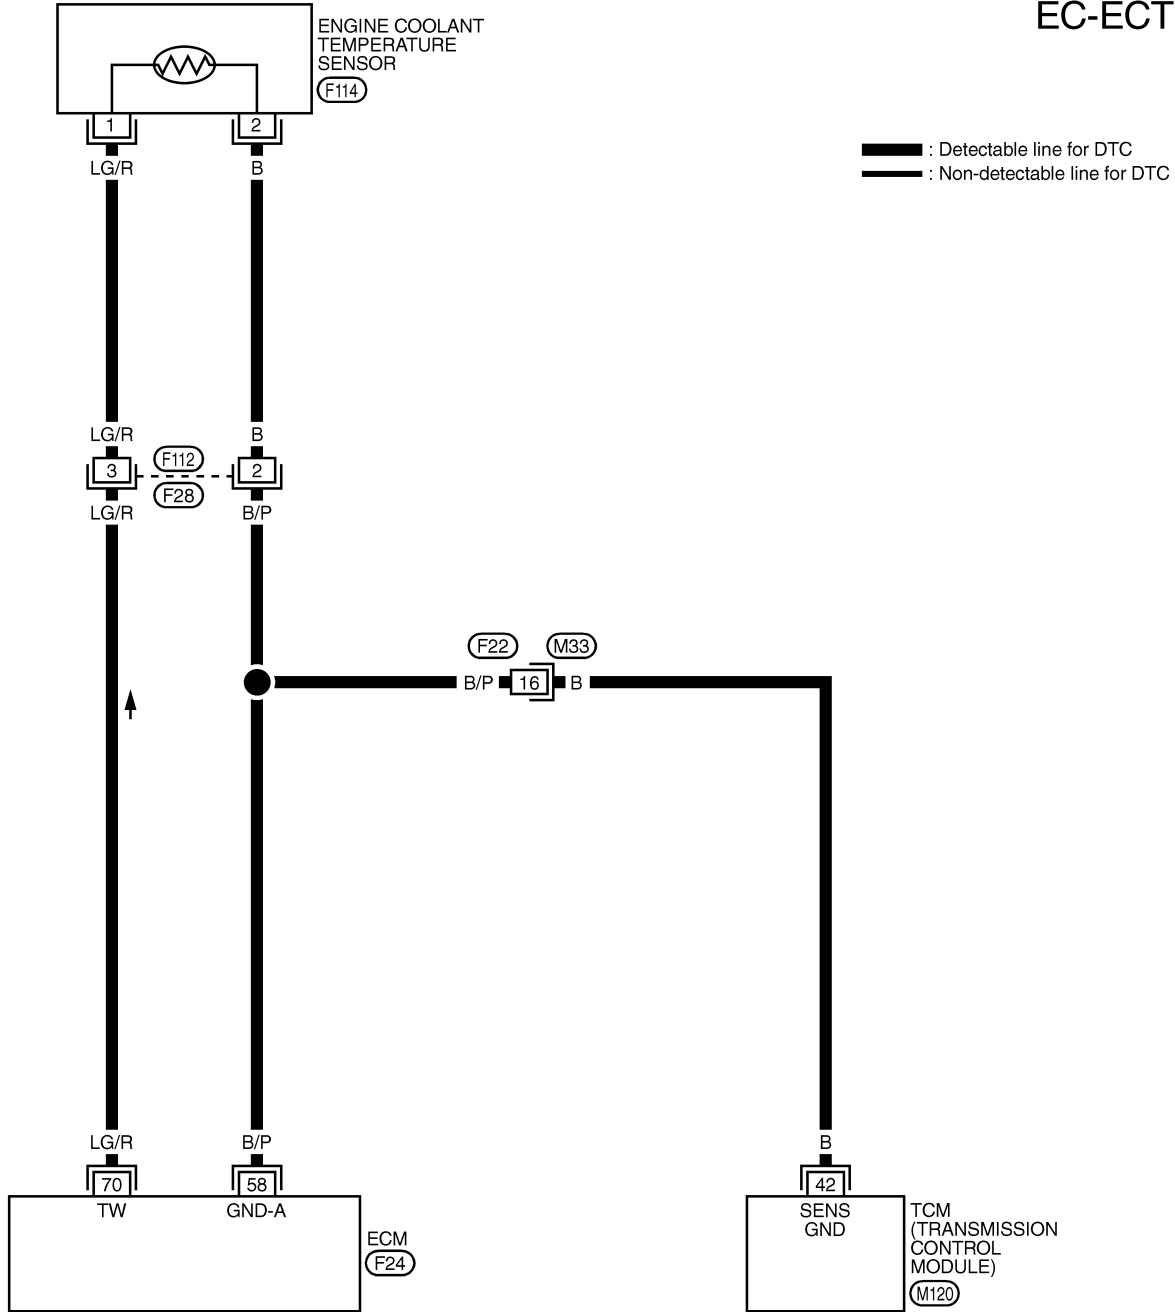 EC-ECT
ENGINE COOLANT
TEMPERATURE
SENSOR
F114
1
2
LG/R
B
: Detectable line for DTC
: Non-detectable line for DTC
LG/R
B
3
F112
F28
2
LG/R
B/P
F22
M33
B/P
16
B
LG/R
B/P
B
70
58
42
TW
GND-A
SENS
GND
ECM
F24
TCM
(TRANSMISSION
CONTROL
MODULE)
M120